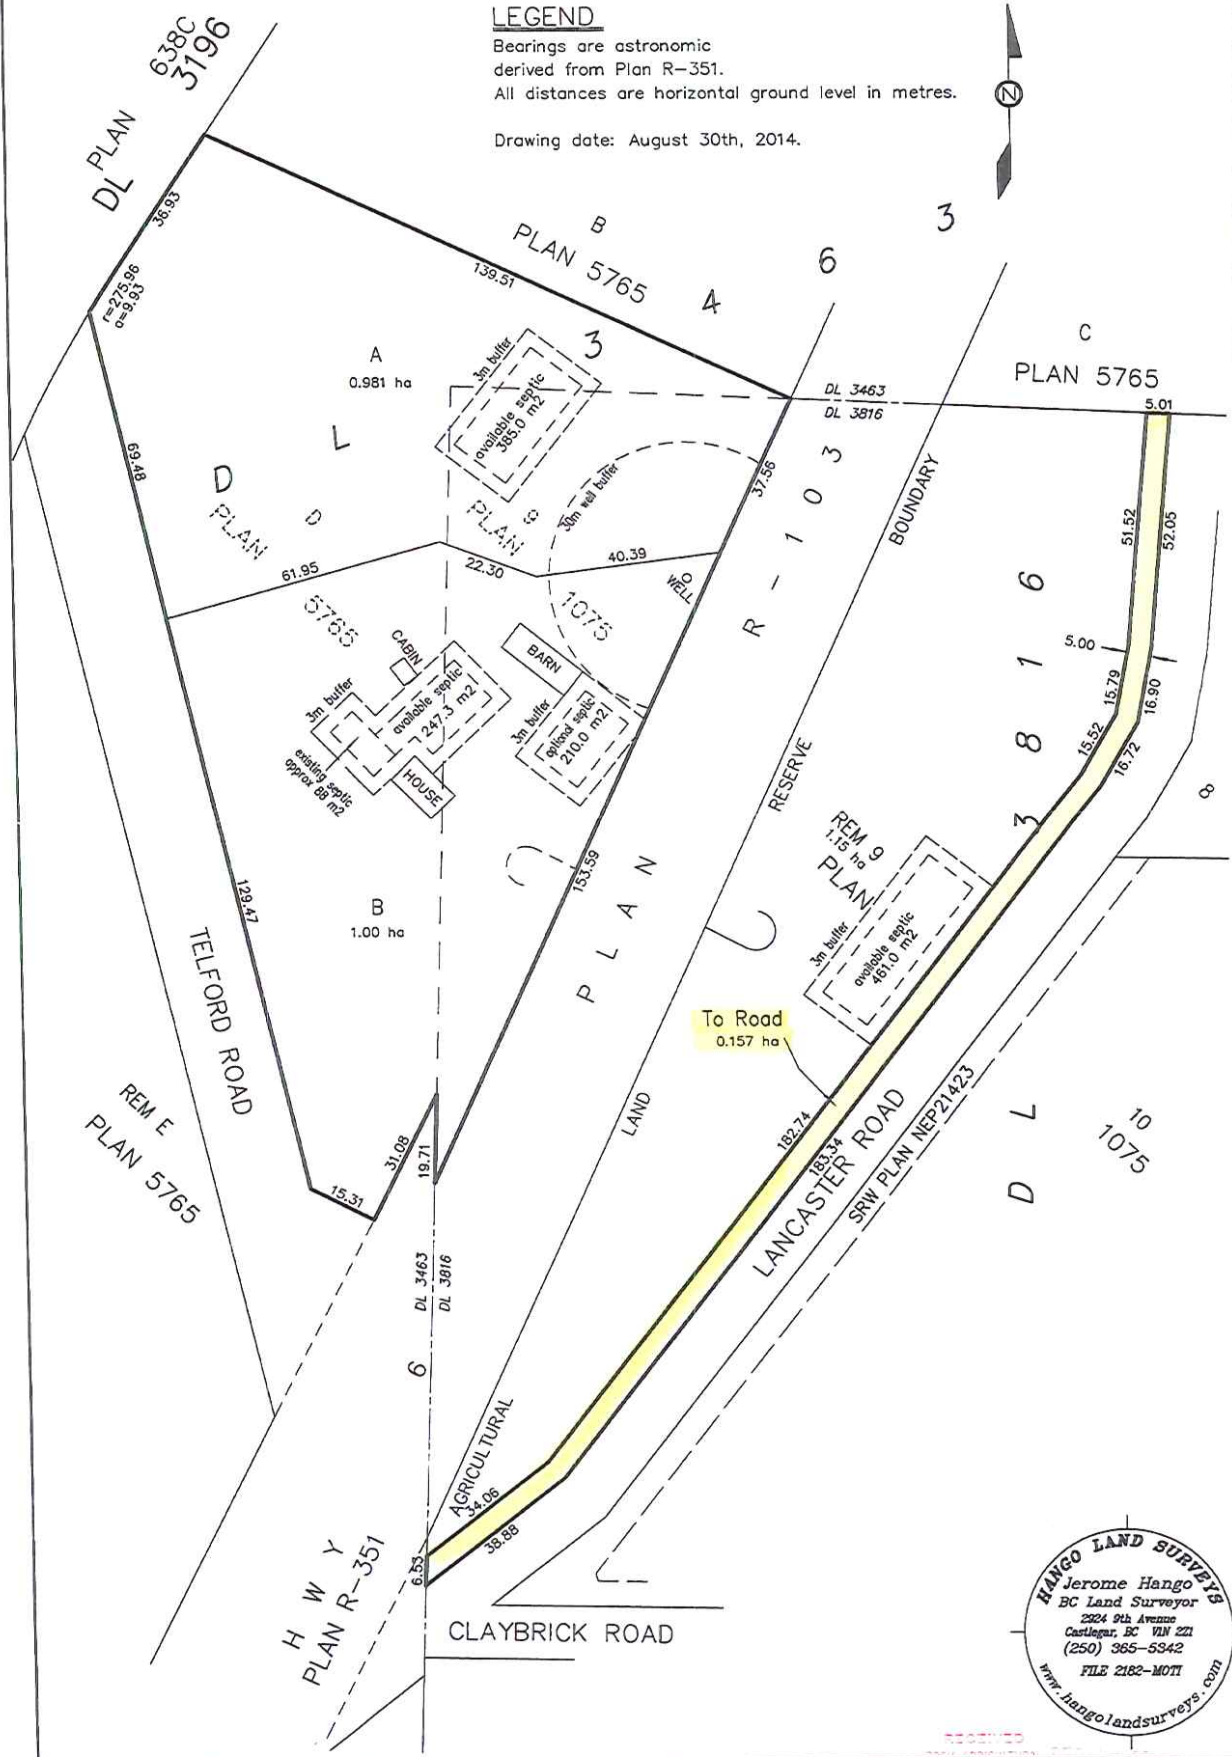 LEGEND
Bearings are astronomic
derived from Plan R-351.
All distances are horizontal ground level in metres.
Drawing date: August 30th, 2014.
N
638C
3196
PLAN
DL
36.93
r=275.96
a=9.93
B
PLAN 5765
139.51
3 4 6 3
C
PLAN 5765
A
0.981 ha
3m buffer
available septic
385.0 m2
DL 3463
DL 3816
5.01
69.48
D L
D
PLAN
5765
PLAN
9
1075
30m well buffer
37.56
61.95
22.30
40.39
WELL
R-103
BOUNDARY
51.52
52.05
5.00
15.79
16.90
15.52
16.72
8
CABIN
3m buffer
available septic
247.3 m2
existing septic
approx 88 m2
HOUSE
BARN
3m buffer
optional septic
210.0 m2
RESERVE
3816
REM 9
1.15 ha
PLAN
3m buffer
available septic
461.0 m2
129.47
B
1.00 ha
153.59
PLAN
TELFORD ROAD
To Road
0.157 ha
REM E
PLAN 5765
15.31
31.08
19.71
LAND
182.74
183.34
LANCASTER ROAD
SRW PLAN NEP21423
DL
10
1075
DL 3463
DL 3816
6
AGRICULTURAL
34.06
38.88
6.53
HWY
PLAN R-351
CLAYBRICK ROAD
HANGO LAND SURVEYS
Jerome Hango
BC Land Surveyor
2924 9th Avenue
Castlegar, BC V1N 2Z1
(250) 365-5342
FILE 2182-MOTI
www.hangolandsurveys.com
RECEIVED